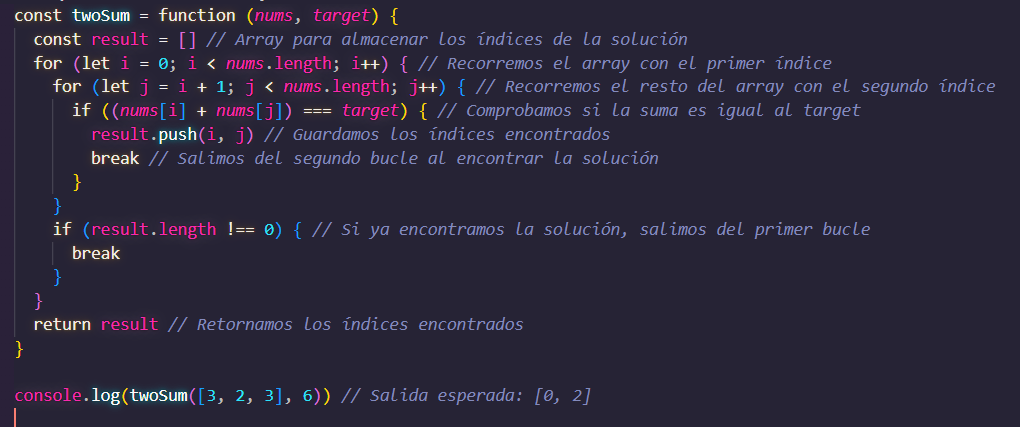 const twoSum = function (nums, target) {
const result = [] // Array para almacenar los índices de la solución
for (let i = 0; i < nums.length; i++) { // Recorremos el array con el primer índice
for (let j = i + 1; j < nums.length; j++) { // Recorremos el resto del array con el segundo índice
if ((nums[i] + nums[j]) === target) { // Comprobamos si la suma es igual al target
result.push(i, j) // Guardamos los índices encontrados
break // Salimos del segundo bucle al encontrar la solución
}
}
if (result.length !== 0) { // Si ya encontramos la solución, salimos del primer bucle
break
}
}
return result // Retornamos los índices encontrados
}
console.log(twoSum([3, 2, 3], 6)) // Salida esperada: [0, 2]